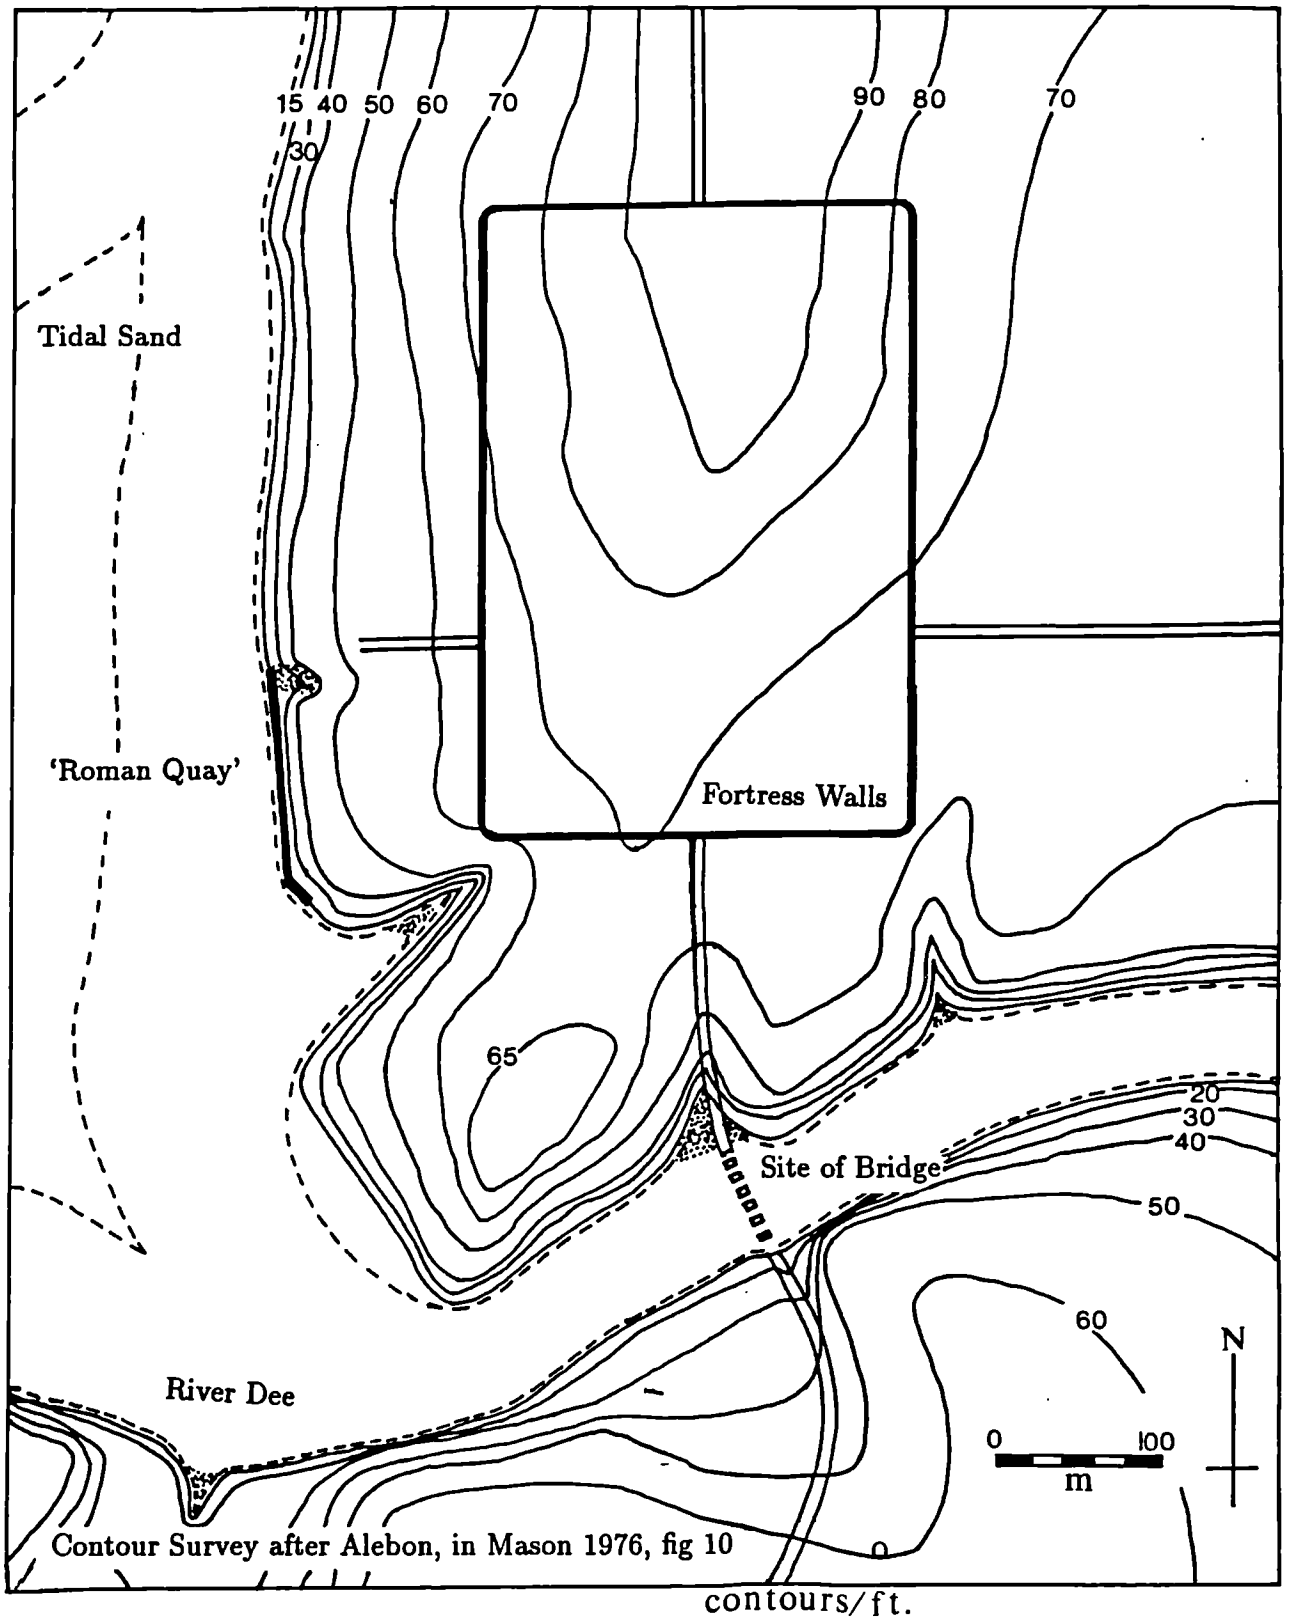 15 40 50 60 70 90 80 70
30
Tidal Sand
'Roman Quay'
Fortress Walls
65
20
30
Site of Bridge
40
50
60
N
River Dee
0 100
m
Contour Survey after Alebon, in Mason 1976, fig 10
0
contours/ft.